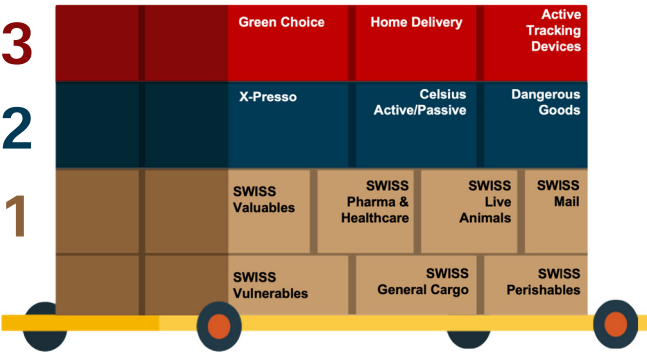 3
Green Choice
Home Delivery
Active
Tracking
Devices
2
X-Presso
Celsius
Active/Passive
Dangerous
Goods
1
SWISS
Valuables
SWISS
Pharma &
Healthcare
SWISS
Live
Animals
SWISS
Mail
SWISS
Vulnerables
SWISS
General Cargo
SWISS
Perishables